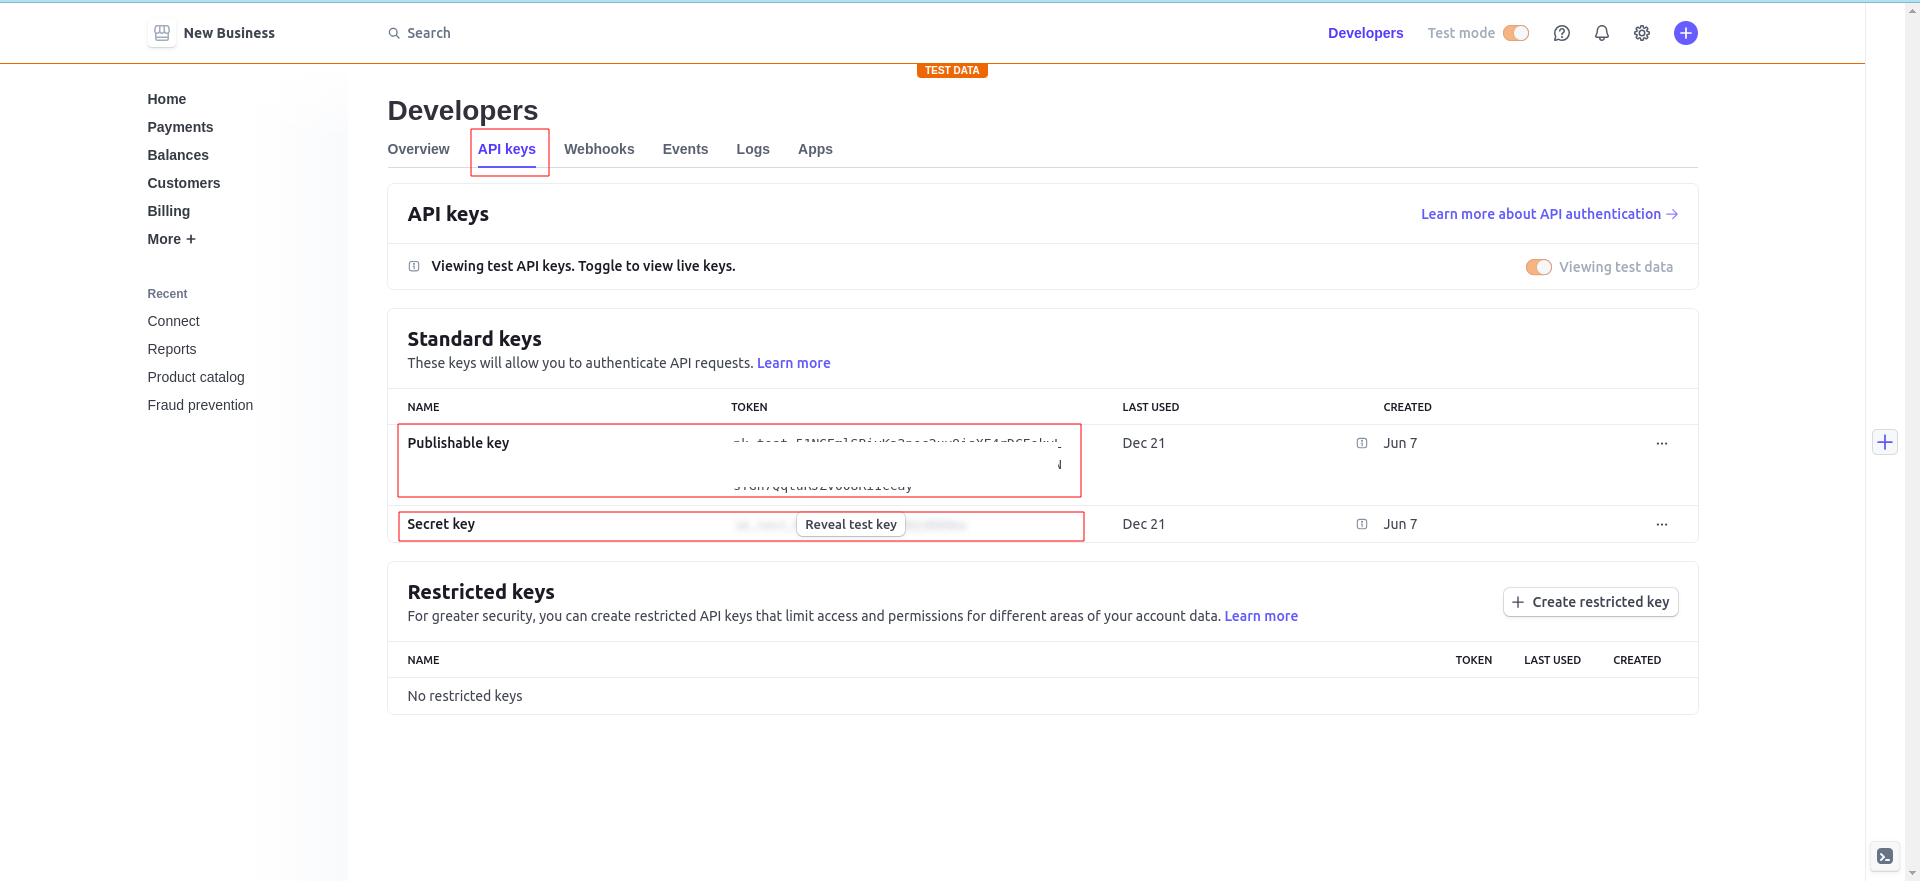 New Business
Search
Developers
Test mode
TEST DATA
Home
Payments
Balances
Customers
Billing
More +
Recent
Connect
Reports
Product catalog
Fraud prevention
Developers
Overview
API keys
Webhooks
Events
Logs
Apps
API keys
Learn more about API authentication →
Viewing test API keys. Toggle to view live keys.
Viewing test data
Standard keys
These keys will allow you to authenticate API requests. Learn more
NAME TOKEN LAST USED CREATED
Publishable key Dec 21 Jun 7 ...
Secret key Reveal test key Dec 21 Jun 7 ...
Restricted keys
For greater security, you can create restricted API keys that limit access and permissions for different areas of your account data. Learn more
+ Create restricted key
NAME TOKEN LAST USED CREATED
No restricted keys